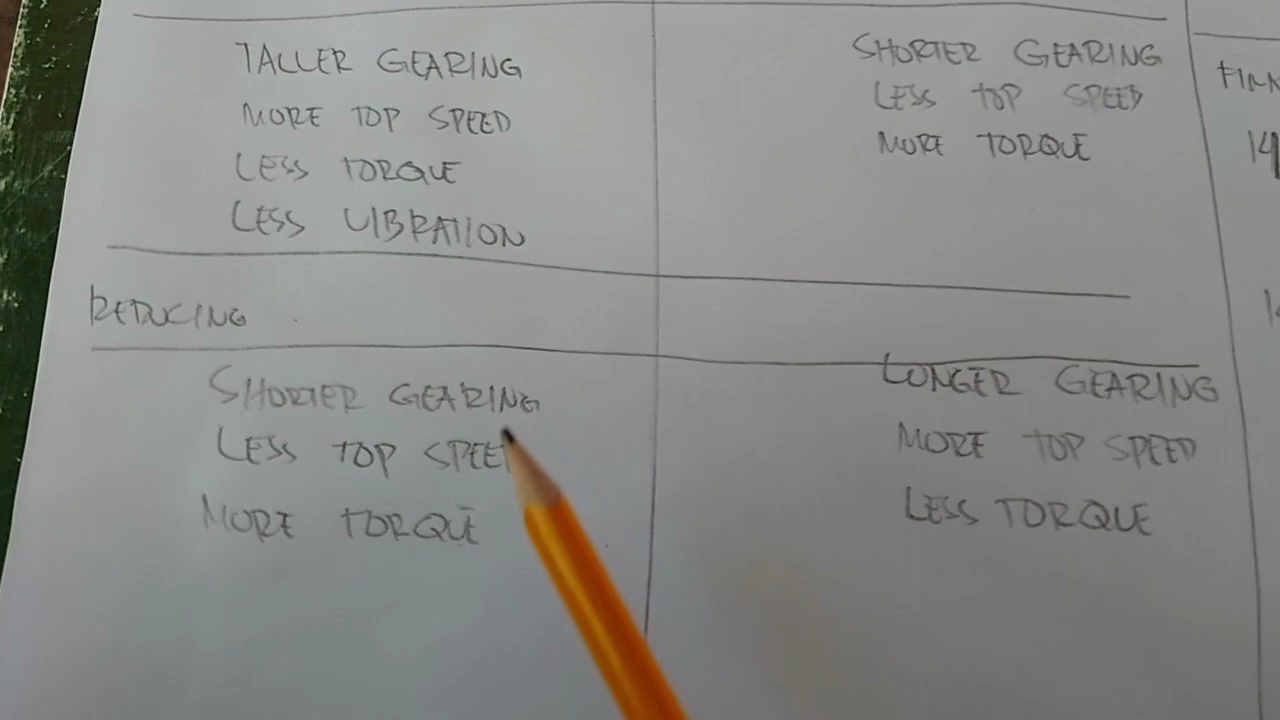 TALLER GEARING
MORE TOP SPEED
LESS TORQUE
LESS VIBRATION
SHORTER GEARING
LESS TOP SPEED
MORE TORQUE
REDUCING
SHORTER GEARING
LESS TOP SPEED
MORE TORQUE
LONGER GEARING
MORE TOP SPEED
LESS TORQUE
14